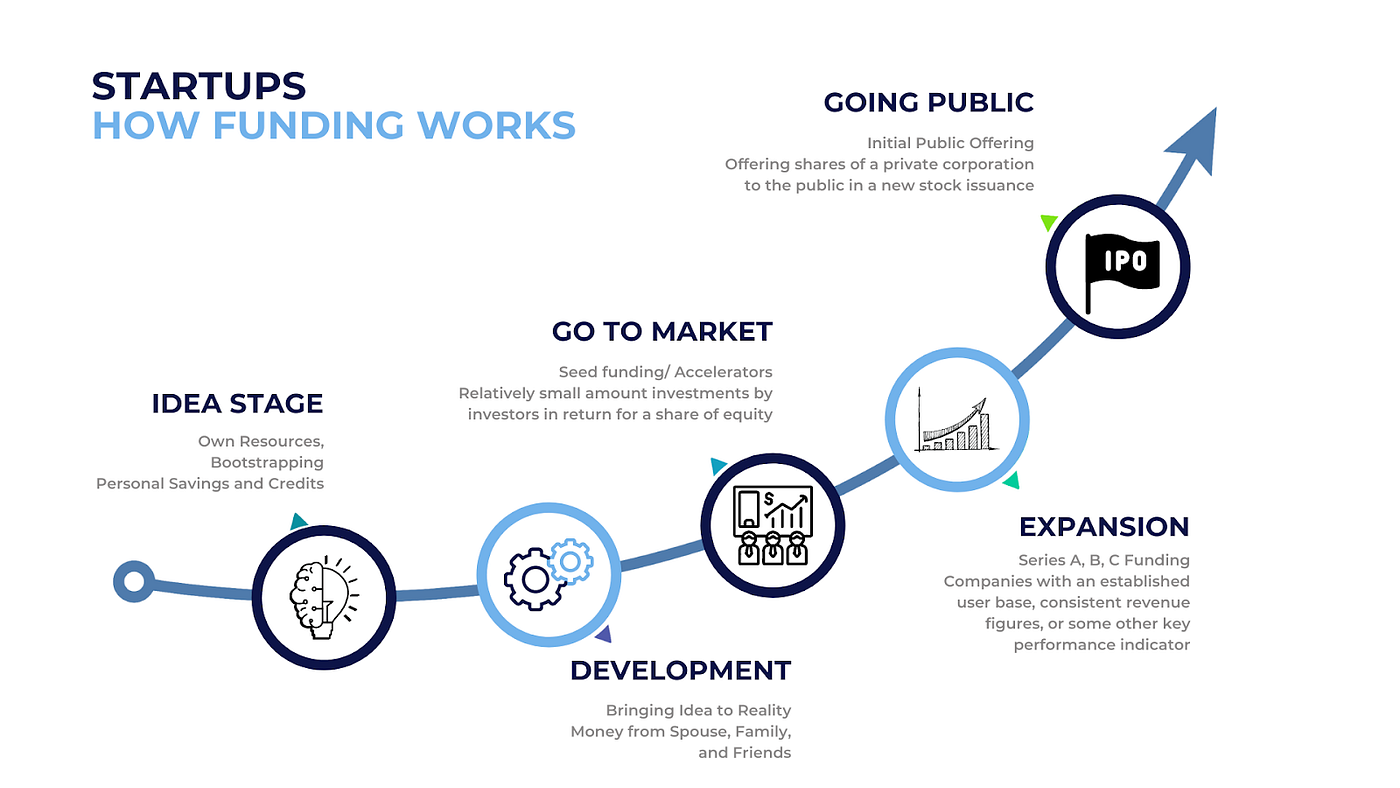 STARTUPS
HOW FUNDING WORKS
IDEA STAGE
Own Resources,
Bootstrapping
Personal Savings and Credits
DEVELOPMENT
Bringing Idea to Reality
Money from Spouse, Family,
and Friends
GO TO MARKET
Seed funding/ Accelerators
Relatively small amount investments by
investors in return for a share of equity
$
EXPANSION
Series A, B, C Funding
Companies with an established
user base, consistent revenue
figures, or some other key
performance indicator
GOING PUBLIC
Initial Public Offering
Offering shares of a private corporation
to the public in a new stock issuance
IPO